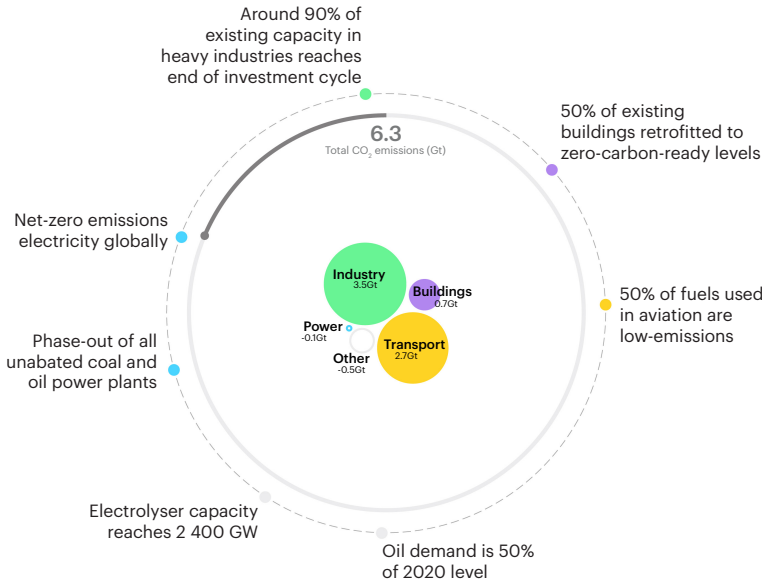 Around 90% of
existing capacity in
heavy industries reaches
end of investment cycle
50% of existing
buildings retrofitted to
zero-carbon-ready levels
6.3
Total CO₂ emissions (Gt)
Net-zero emissions
electricity globally
Industry
3.5Gt
Buildings
0.7Gt
50% of fuels used
in aviation are
low-emissions
Power
-0.1Gt
Transport
2.7Gt
Other
-0.5Gt
Phase-out of all
unabated coal and
oil power plants
Electrolyser capacity
reaches 2 400 GW
Oil demand is 50%
of 2020 level